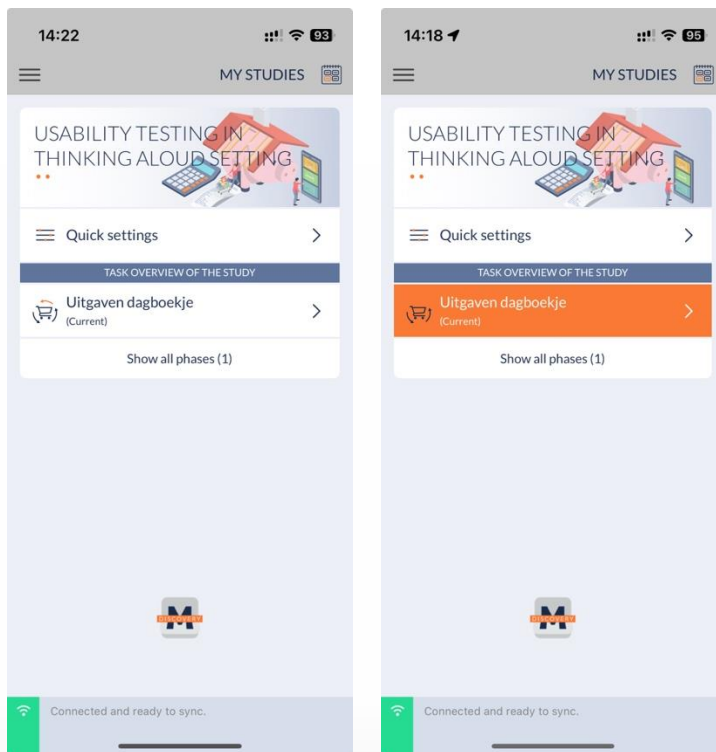 14:22
93
MY STUDIES
USABILITY TESTING IN
THINKING ALOUD SETTING
Quick settings
TASK OVERVIEW OF THE STUDY
Uitgaven dagboekje
(Current)
Show all phases (1)
M
DISCOVERY
Connected and ready to sync.
14:18
95
MY STUDIES
USABILITY TESTING IN
THINKING ALOUD SETTING
Quick settings
TASK OVERVIEW OF THE STUDY
Uitgaven dagboekje
(Current)
Show all phases (1)
M
DISCOVERY
Connected and ready to sync.